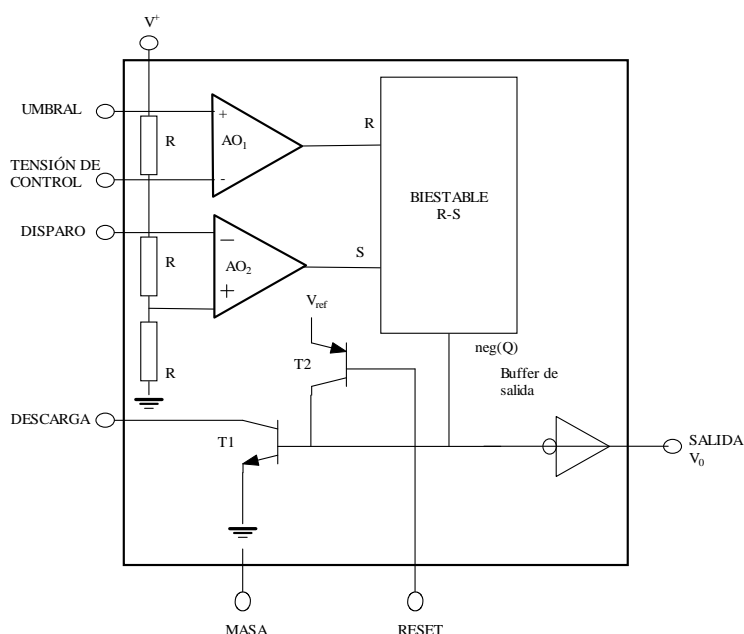 V⁺
UMBRAL
+
R
AO₁
R
TENSIÓN DE
CONTROL
-
BIESTABLE
R-S
DISPARO
−
R
AO₂
S
+
V_ref
neg(Q)
R
T2
Buffer de
salida
DESCARGA
T1
SALIDA
V₀
MASA
RESET